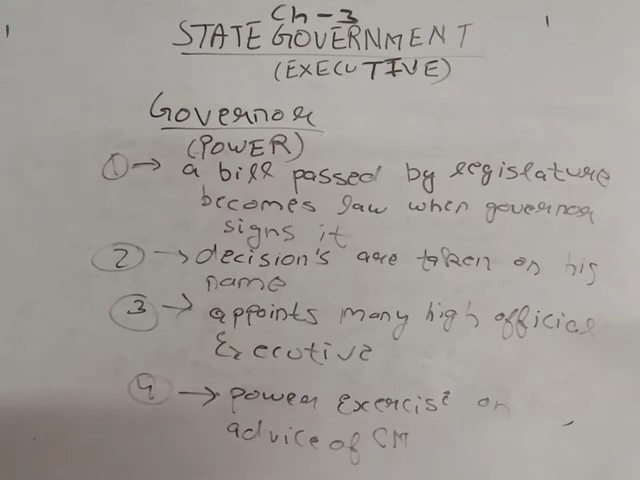 Ch-3
STATE GOVERNMENT
(EXECUTIVE)
Governor
(POWER)
① → a bill passed by legislature
becomes law when governor
signs it
② → decision's are taken on his
name
③ → appoints many high official
Executive
④ → power exercise on
advice of CM